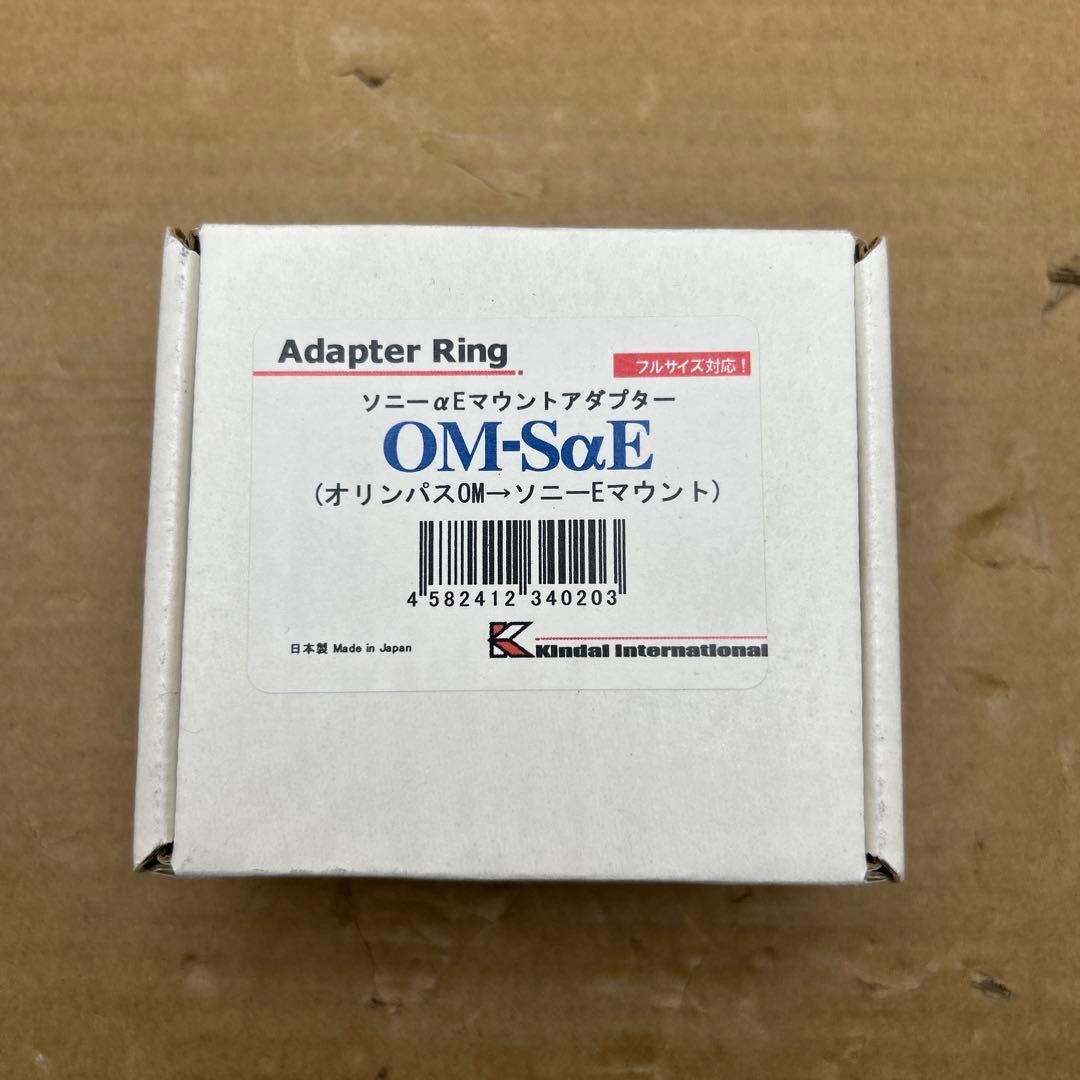 Adapter Ring
フルサイズ対応！
ソニーαEマウントアダプター
OM-SαE
(オリンパスOM→ソニーEマウント)
4 582412 340203
日本製 Made in Japan
Kindai International